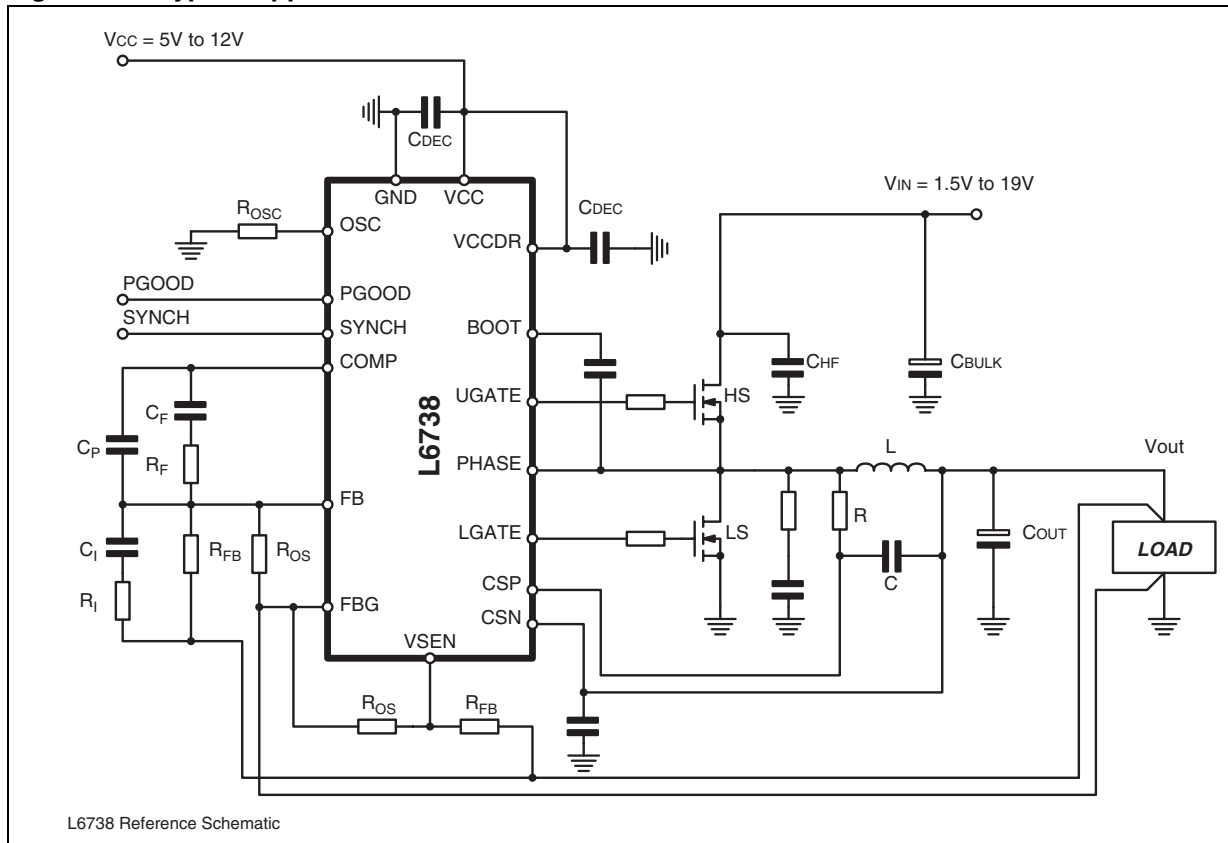 VCC = 5V to 12V
CDEC
VIN = 1.5V to 19V
GND VCC
ROSC
OSC
CDEC
VCCDR
PGOOD
PGOOD
SYNCH
SYNCH
BOOT
COMP
CHF
CBULK
UGATE
HS
CF
L6738
CP
RF
PHASE
L
Vout
FB
R
LGATE
LS
COUT
LOAD
CI
RFB
ROS
C
CSP
RI
FBG
CSN
VSEN
ROS
RFB
L6738 Reference Schematic